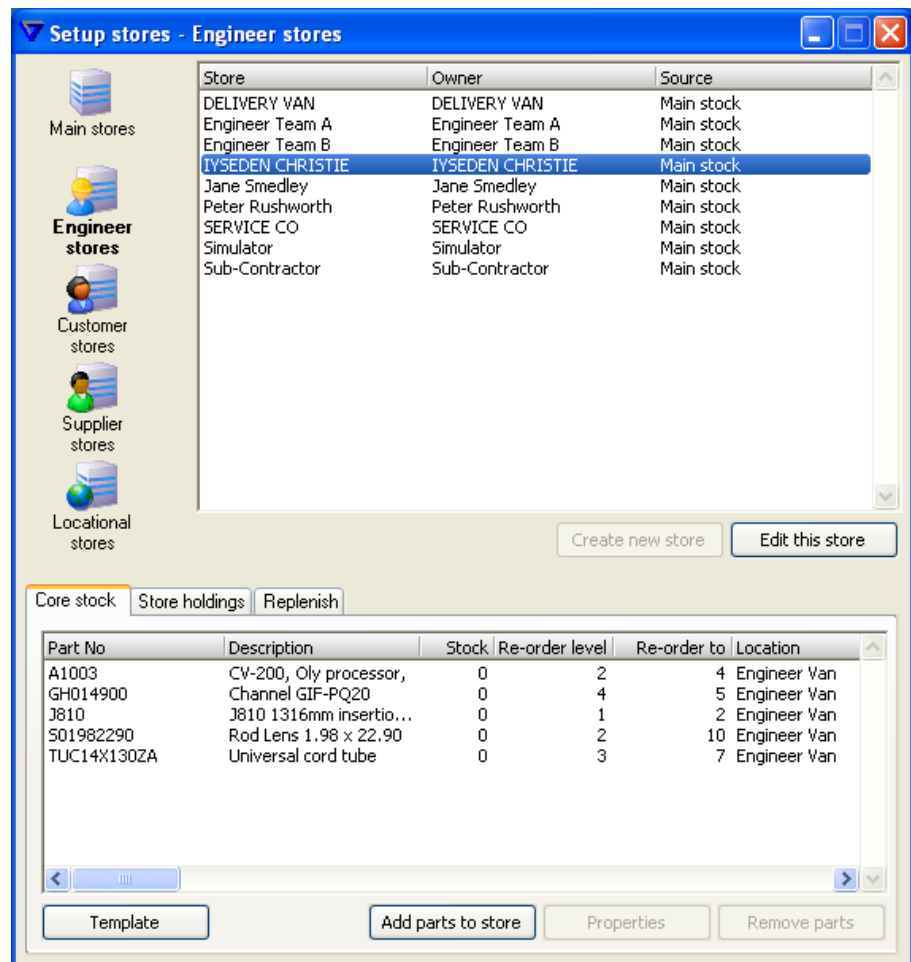 Setup stores - Engineer stores
Main stores
Engineer
stores
Customer
stores
Supplier
stores
Locational
stores
Store Owner Source
DELIVERY VAN DELIVERY VAN Main stock
Engineer Team A Engineer Team A Main stock
Engineer Team B Engineer Team B Main stock
IYSEDEN CHRISTIE IYSEDEN CHRISTIE Main stock
Jane Smedley Jane Smedley Main stock
Peter Rushworth Peter Rushworth Main stock
SERVICE CO SERVICE CO Main stock
Simulator Simulator Main stock
Sub-Contractor Sub-Contractor Main stock
Create new store Edit this store
Core stock Store holdings Replenish
Part No Description Stock Re-order level Re-order to Location
A1003 CV-200, Oly processor, 0 2 4 Engineer Van
GH014900 Channel GIF-PQ20 0 4 5 Engineer Van
J810 J810 1316mm insertio... 0 1 2 Engineer Van
S01982290 Rod Lens 1.98 x 22.90 0 2 10 Engineer Van
TUC14X130ZA Universal cord tube 0 3 7 Engineer Van
Template Add parts to store Properties Remove parts